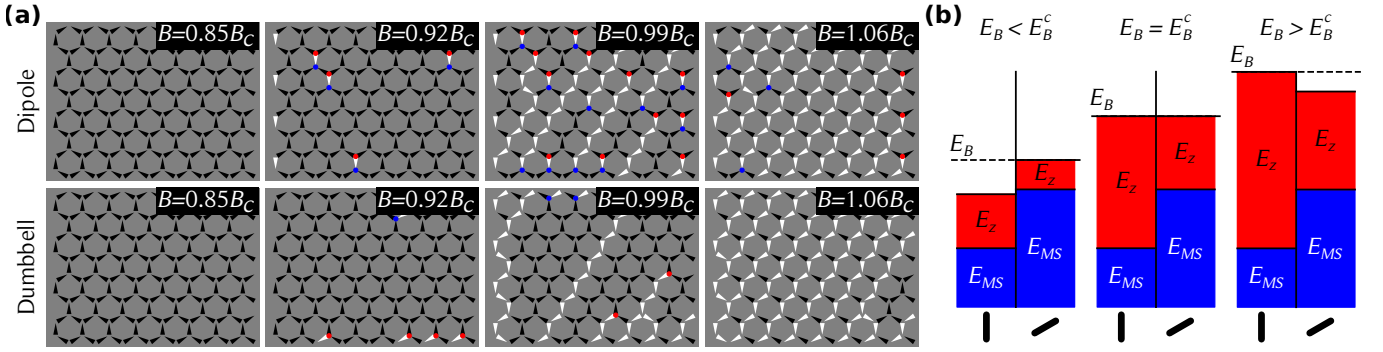 (a)
Dipole
B=0.85B_C
B=0.92B_C
B=0.99B_C
B=1.06B_C
Dumbbell
B=0.85B_C
B=0.92B_C
B=0.99B_C
B=1.06B_C
(b)
E_B < E_B^c
E_B = E_B^c
E_B > E_B^c
E_B
E_z
E_z
E_MS
E_MS
E_B
E_z
E_z
E_MS
E_MS
E_B
E_z
E_z
E_MS
E_MS